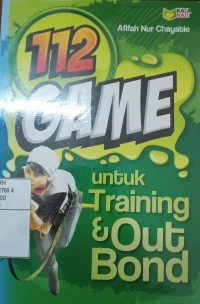 Afifah Nur Chayatie
112
GAME
untuk
Training
& Out
Bond